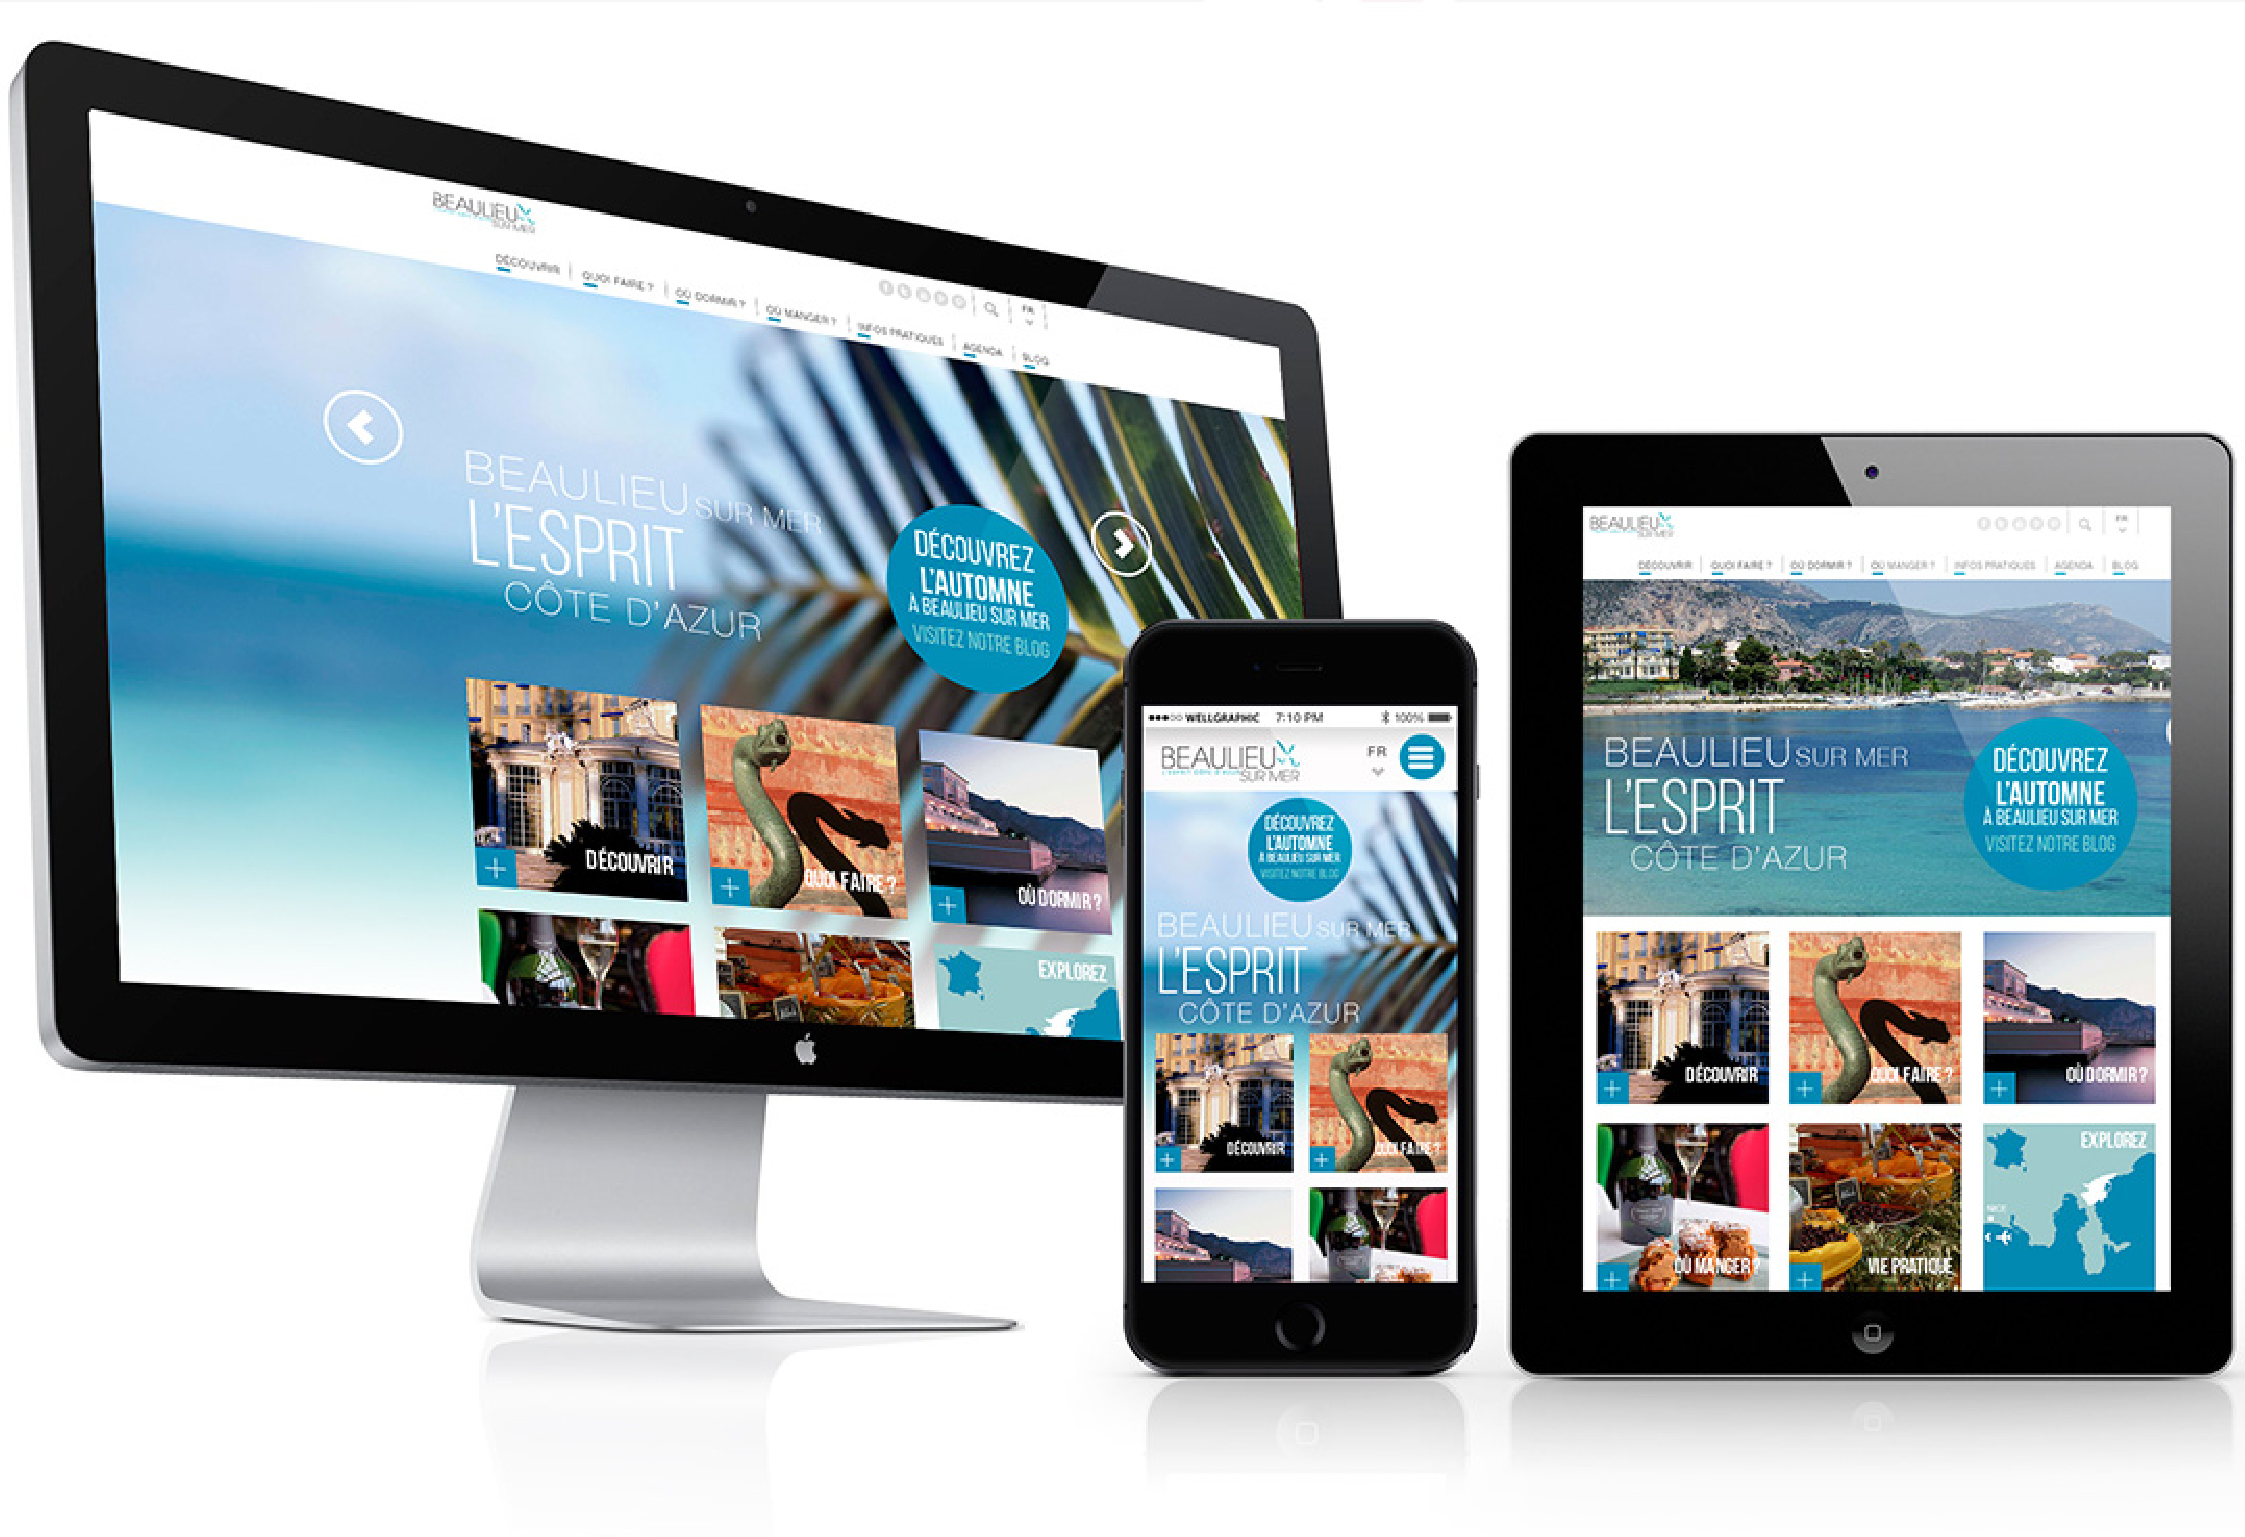 BEAULIEU
SUR MER
DÉCOUVRIR
QUOI FAIRE ?
OÙ DORMIR ?
OÙ MANGER ?
INFOS PRATIQUES
AGENDA
BLOG
FR
BEAULIEU SUR MER
L'ESPRIT
CÔTE D'AZUR
DÉCOUVREZ
L'AUTOMNE
À BEAULIEU SUR MER
VISITEZ NOTRE BLOG
DÉCOUVRIR
QUOI FAIRE ?
OÙ DORMIR ?
EXPLOREZ
WELLGRAPHIC 7:10 PM 100%
BEAULIEU
L'ESPRIT CÔTE D'AZUR
SUR MER
FR
DÉCOUVREZ
L'AUTOMNE
À BEAULIEU SUR MER
VISITEZ NOTRE BLOG
BEAULIEU SUR MER
L'ESPRIT
CÔTE D'AZUR
DÉCOUVRIR
QUOI FAIRE ?
BEAULIEU
SUR MER
FR
DÉCOUVRIR
QUOI FAIRE ?
OÙ DORMIR ?
OÙ MANGER ?
INFOS PRATIQUES
AGENDA
BLOG
BEAULIEU SUR MER
L'ESPRIT
CÔTE D'AZUR
DÉCOUVREZ
L'AUTOMNE
À BEAULIEU SUR MER
VISITEZ NOTRE BLOG
DÉCOUVRIR
QUOI FAIRE ?
OÙ DORMIR ?
OÙ MANGER ?
VIE PRATIQUE
EXPLOREZ
NICE